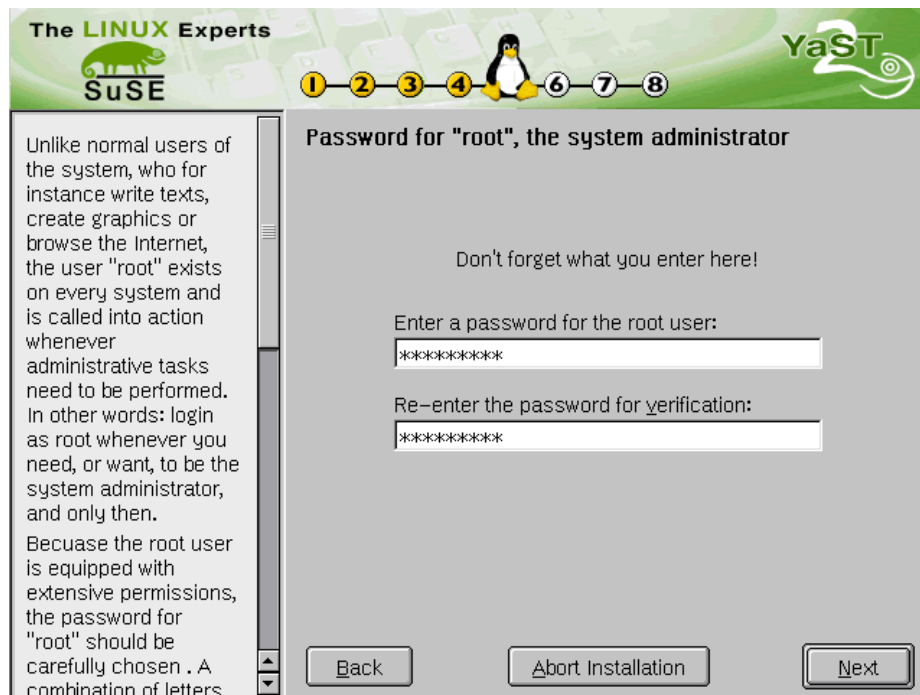 The LINUX Experts
SuSE
1 2 3 4 6 7 8
YaST2
Unlike normal users of
the system, who for
instance write texts,
create graphics or
browse the Internet,
the user "root" exists
on every system and
is called into action
whenever
administrative tasks
need to be performed.
In other words: login
as root whenever you
need, or want, to be the
system administrator,
and only then.
Becuase the root user
is equipped with
extensive permissions,
the password for
"root" should be
carefully chosen . A
combination of letters
Password for "root", the system administrator
Don't forget what you enter here!
Enter a password for the root user:
*********
Re-enter the password for verification:
*********
Back
Abort Installation
Next